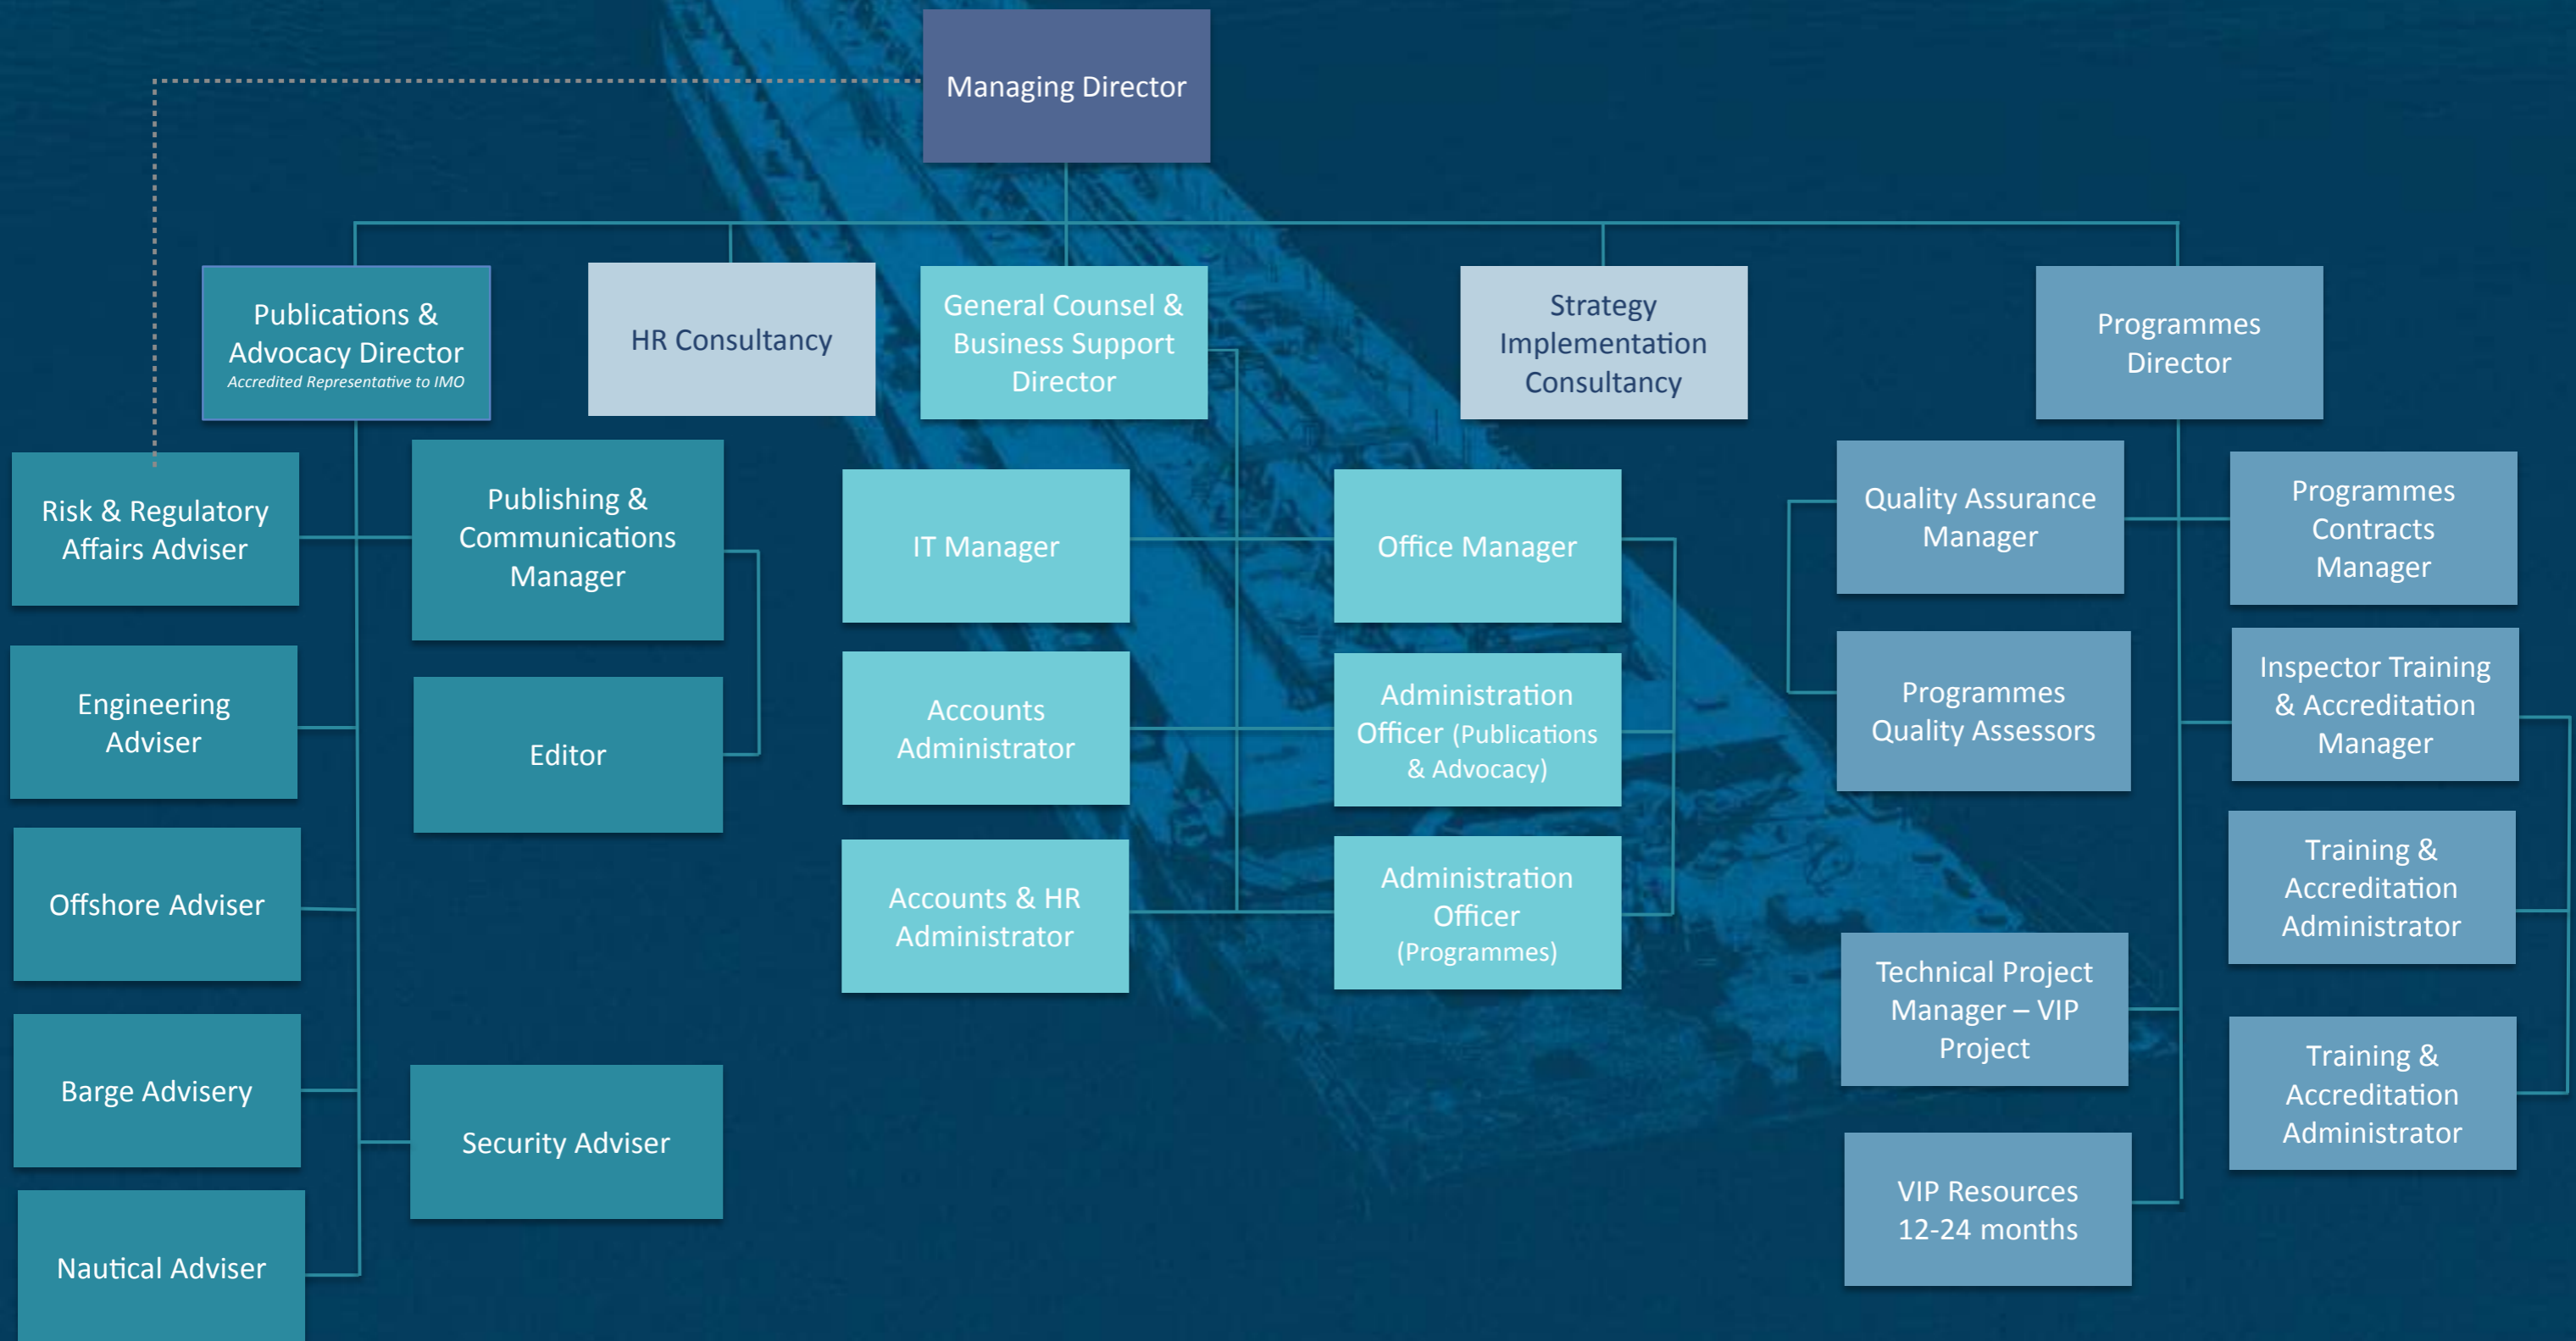 Managing Director
Publications &
Advocacy Director
Accredited Representative to IMO
HR Consultancy
General Counsel &
Business Support
Director
Strategy
Implementation
Consultancy
Programmes
Director
Risk & Regulatory
Affairs Adviser
Publishing &
Communications
Manager
Engineering
Adviser
Editor
Offshore Adviser
Barge Advisery
Security Adviser
Nautical Adviser
IT Manager
Office Manager
Accounts
Administrator
Administration
Officer (Publications
& Advocacy)
Accounts & HR
Administrator
Administration
Officer
(Programmes)
Quality Assurance
Manager
Programmes
Contracts
Manager
Programmes
Quality Assessors
Inspector Training
& Accreditation
Manager
Training &
Accreditation
Administrator
Technical Project
Manager – VIP
Project
Training &
Accreditation
Administrator
VIP Resources
12-24 months